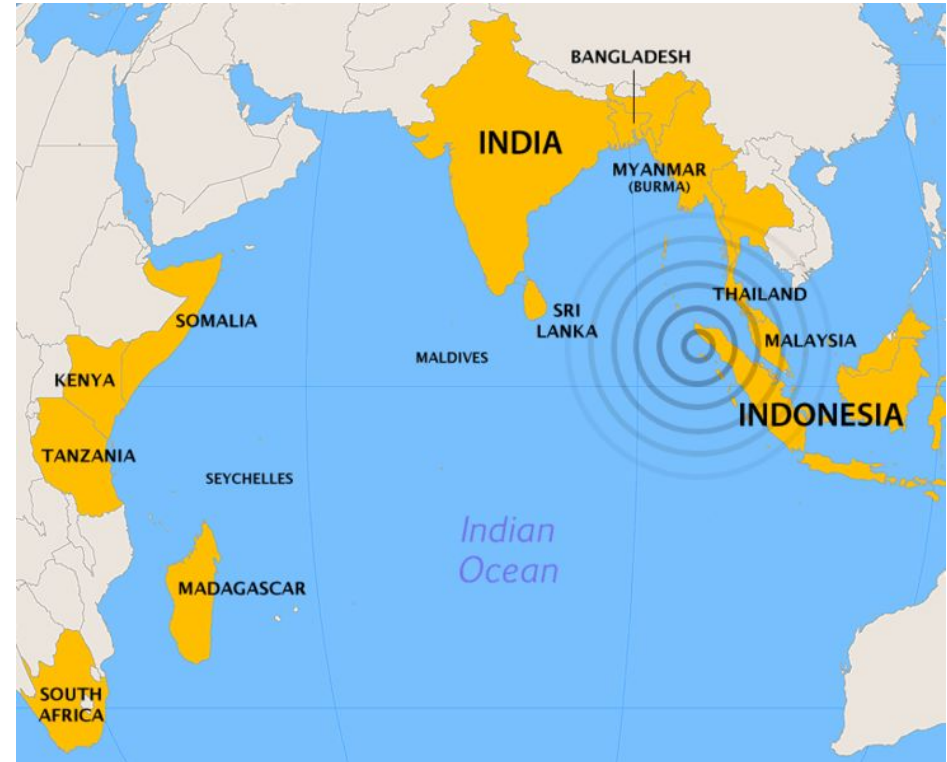 BANGLADESH
INDIA
MYANMAR
(BURMA)
THAILAND
SRI
LANKA
SOMALIA
MALAYSIA
MALDIVES
KENYA
INDONESIA
TANZANIA
SEYCHELLES
Indian
Ocean
MADAGASCAR
SOUTH
AFRICA